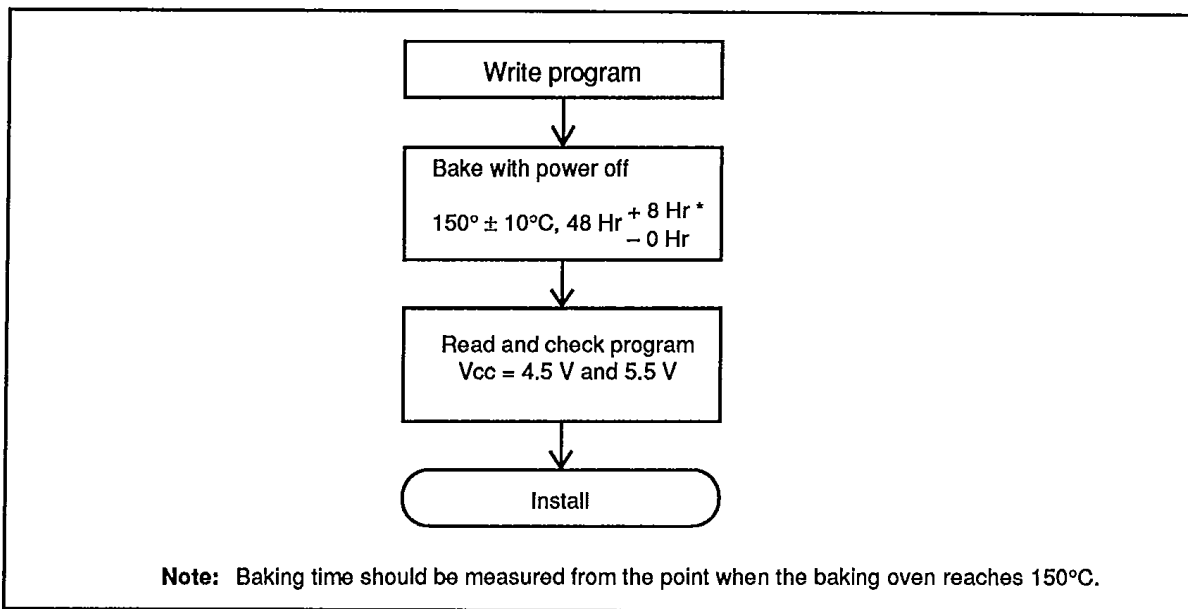 Write program
Bake with power off
150° ± 10°C, 48 Hr + 8 Hr *
– 0 Hr
Read and check program
Vcc = 4.5 V and 5.5 V
Install
Note: Baking time should be measured from the point when the baking oven reaches 150°C.